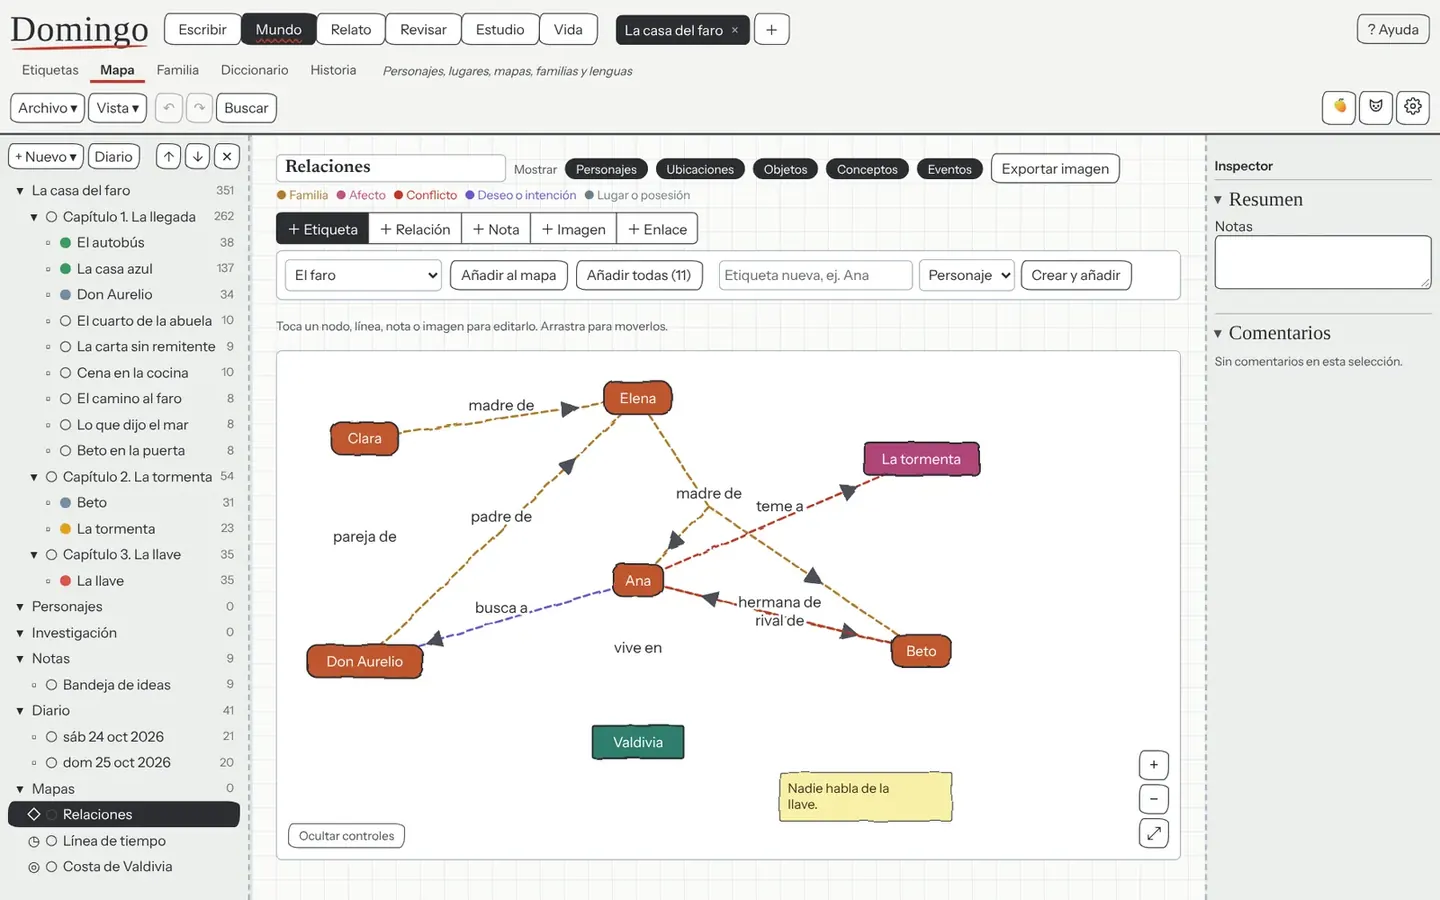 Domingo
Escribir
Mundo
Relato
Revisar
Estudio
Vida
La casa del faro ×
+
? Ayuda
Etiquetas
Mapa
Familia
Diccionario
Historia
Personajes, lugares, mapas, familias y lenguas
Archivo ▾
Vista ▾
Buscar
+ Nuevo ▾
Diario
La casa del faro 351
Capítulo 1. La llegada 262
El autobús 38
La casa azul 137
Don Aurelio 34
El cuarto de la abuela 10
La carta sin remitente 9
Cena en la cocina 10
El camino al faro 8
Lo que dijo el mar 8
Beto en la puerta 8
Capítulo 2. La tormenta 54
Beto 31
La tormenta 23
Capítulo 3. La llave 35
La llave 35
Personajes 0
Investigación 0
Notas 9
Bandeja de ideas 9
Diario 41
sáb 24 oct 2026 21
dom 25 oct 2026 20
Mapas 0
Relaciones
Línea de tiempo
Costa de Valdivia
Relaciones
Mostrar
Personajes
Ubicaciones
Objetos
Conceptos
Eventos
Exportar imagen
Familia
Afecto
Conflicto
Deseo o intención
Lugar o posesión
+ Etiqueta
+ Relación
+ Nota
+ Imagen
+ Enlace
El faro
Añadir al mapa
Añadir todas (11)
Etiqueta nueva, ej. Ana
Personaje
Crear y añadir
Toca un nodo, línea, nota o imagen para editarlo. Arrastra para moverlos.
Elena
madre de
Clara
La tormenta
madre de
teme a
padre de
pareja de
Ana
hermana de
busca a
rival de
vive en
Beto
Don Aurelio
Valdivia
Nadie habla de la
llave.
+
−
Ocultar controles
Inspector
Resumen
Notas
Comentarios
Sin comentarios en esta selección.